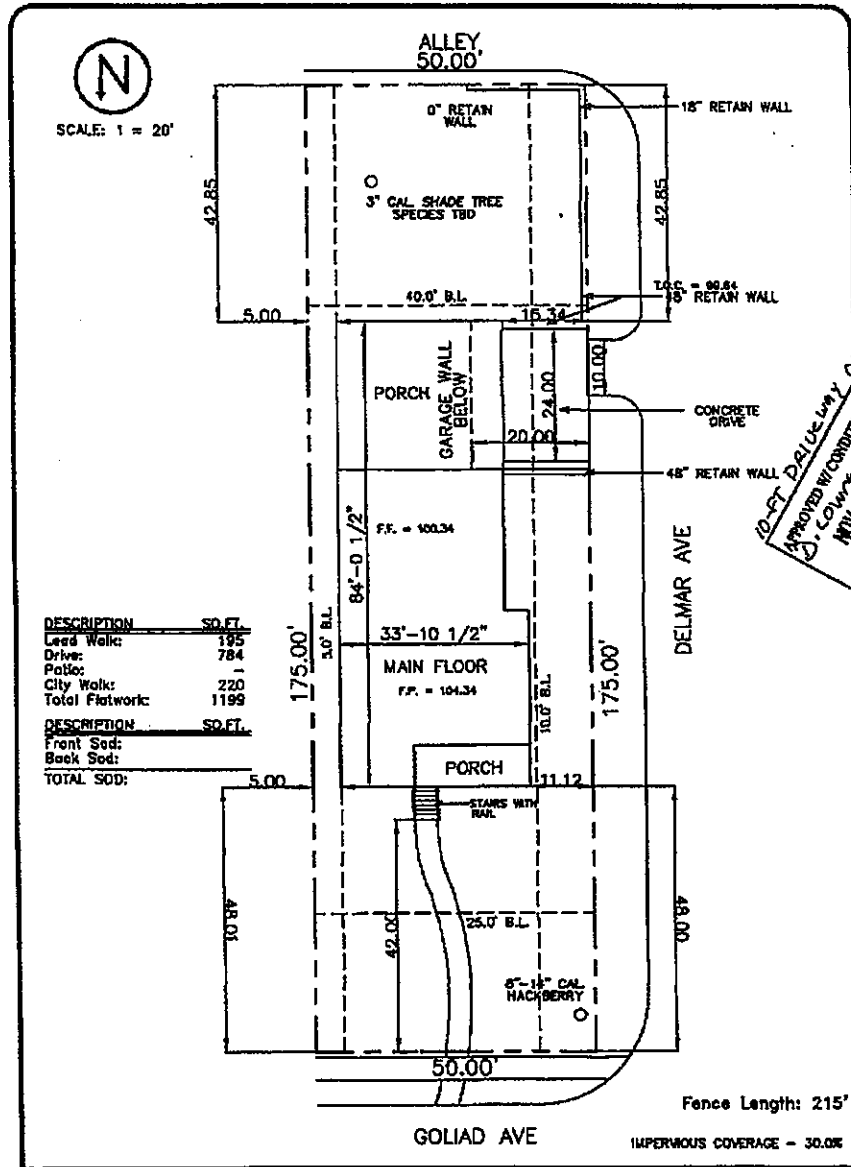 ALLEY
50.00'
N
SCALE: 1 = 20'
0" RETAIN
WALL
18" RETAIN WALL
42.85
42.85
3" CAL. SHADE TREE
SPECIES TBD
T.O.C. = 99.84
40.0' B.L.
RETAIN WALL
5.00
15.34
PORCH
GARAGE WALL
BELOW
24.00
10.00
20.00
CONCRETE
DRIVE
48" RETAIN WALL
10-FT DRIVEWAY
APPROVED W/CONDITI
F.F. = 100.34
84'-0 1/2"
DELMAR AVE
DESCRIPTION SQ.FT.
Lead Walk: 195
Drive: 784
Patio: -
City Walk: 220
Total Flatwork: 1199
DESCRIPTION SQ.FT.
Front Sod:
Back Sod:
TOTAL SOD:
175.00'
5.0' B.L.
33'-10 1/2"
MAIN FLOOR
F.F. = 104.34
10.0' B.L.
175.00'
PORCH
5.00
11.12
STAIRS WITH
RAIL
48.01
42.00
48.00
25.0' B.L.
CAL.
HACKBERRY
50.00'
Fence Length: 215'
GOLIAD AVE
IMPERVIOUS COVERAGE - 30.0%